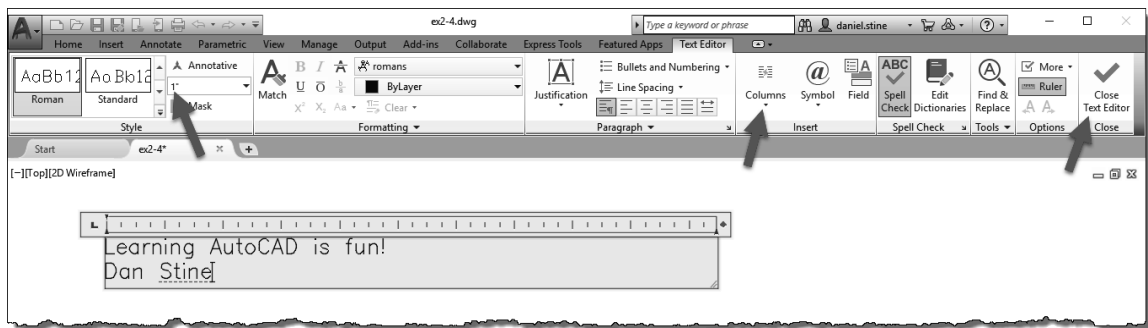 ex2-4.dwg
Type a keyword or phrase
daniel.stine
Home Insert Annotate Parametric View Manage Output Add-ins Collaborate Express Tools Featured Apps Text Editor
AaBb12 AaBb12
Roman Standard
Annotative
1"
Mask
Style
Match
romans
ByLayer
Clear
Formatting
Justification
Bullets and Numbering
Line Spacing
Paragraph
Columns Symbol Field
Insert
ABC
Spell Check
Edit Dictionaries
Spell Check
Find & Replace
Tools
More
Ruler
Options
Close Text Editor
Close
Start ex2-4* +
[−][Top][2D Wireframe]
Learning AutoCAD is fun!
Dan Stine